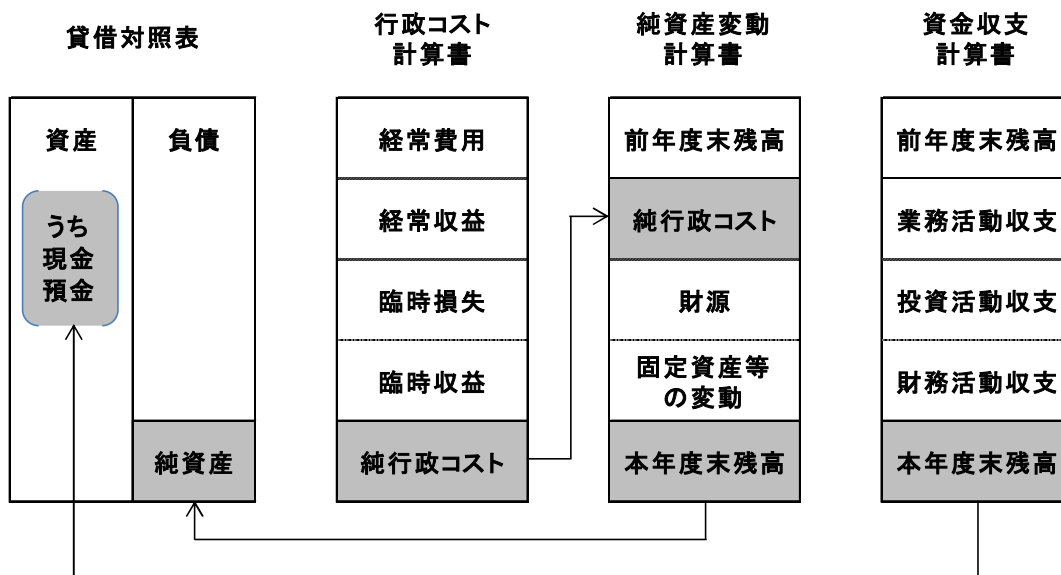 貸借対照表
資産
うち
現金
預金
負債
純資産
行政コスト
計算書
経常費用
経常収益
臨時損失
臨時収益
純行政コスト
純資産変動
計算書
前年度末残高
純行政コスト
財源
固定資産等
の変動
本年度末残高
資金収支
計算書
前年度末残高
業務活動収支
投資活動収支
財務活動収支
本年度末残高